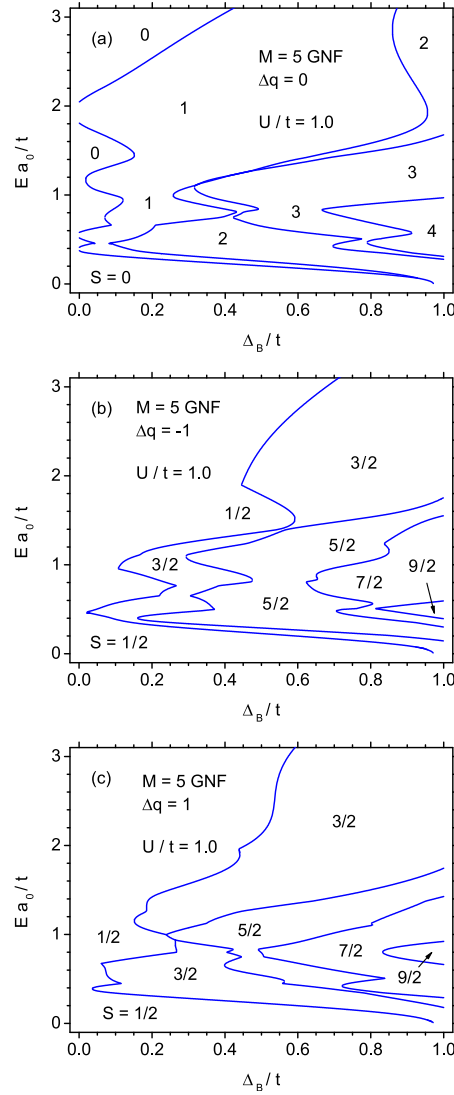 (a)
M = 5 GNF
Δq = 0
U / t = 1.0
0
1
2
0
1
2
3
3
4
S = 0
E a₀ / t
0
1
2
3
0.0 0.2 0.4 0.6 0.8 1.0
Δ_B / t
(b)
M = 5 GNF
Δq = -1
U / t = 1.0
3/2
1/2
5/2
9/2
3/2
7/2
5/2
S = 1/2
E a₀ / t
0
1
2
3
0.0 0.2 0.4 0.6 0.8 1.0
Δ_B / t
(c)
M = 5 GNF
Δq = 1
U / t = 1.0
3/2
1/2
5/2
7/2
3/2
9/2
S = 1/2
E a₀ / t
0
1
2
3
0.0 0.2 0.4 0.6 0.8 1.0
Δ_B / t